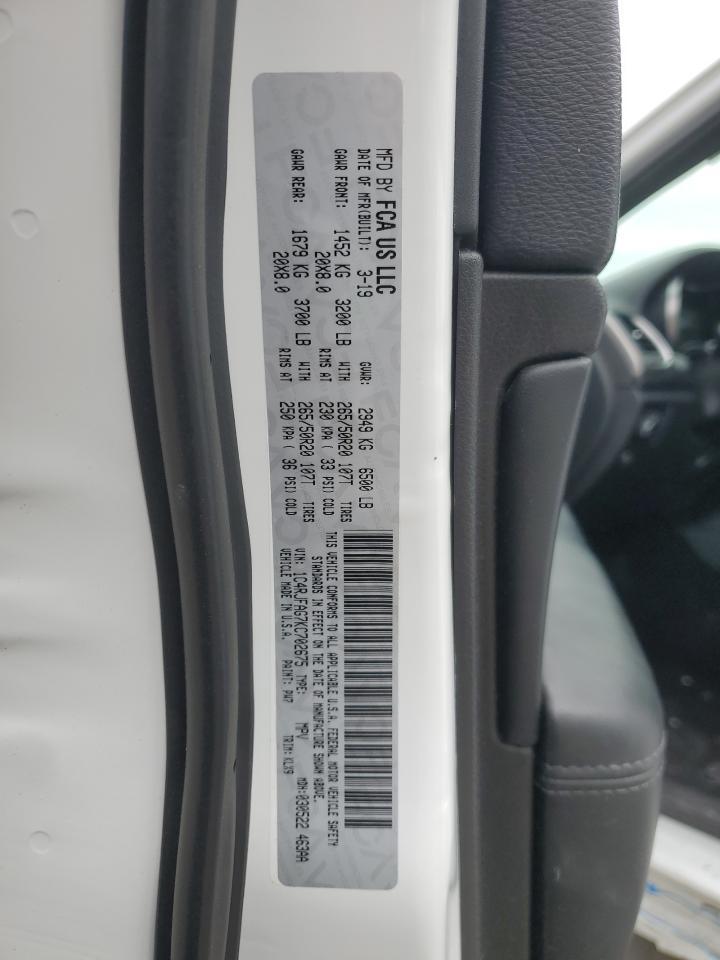 MFD BY FCA US LLC
DATE OF MFR(BUILT): 3-19 GVWR: 2949 KG 6500 LB
GAWR FRONT: 1452 KG 3200 LB WITH 265/50R20 107T TIRES
20X8.0 RIMS AT 230 KPA ( 33 PSI) COLD
GAWR REAR: 1679 KG 3700 LB WITH 265/50R20 107T TIRES
20X8.0 RIMS AT 250 KPA ( 36 PSI) COLD
THIS VEHICLE CONFORMS TO ALL APPLICABLE U.S.A. FEDERAL MOTOR VEHICLE SAFETY
STANDARDS IN EFFECT ON THE DATE OF MANUFACTURE SHOWN ABOVE.
VIN: 1C4RJFAG7KC702675 TYPE: MPV MDH:030522 463AA
VEHICLE MADE IN U.S.A. PAINT: PW7 TRIM: KLX9